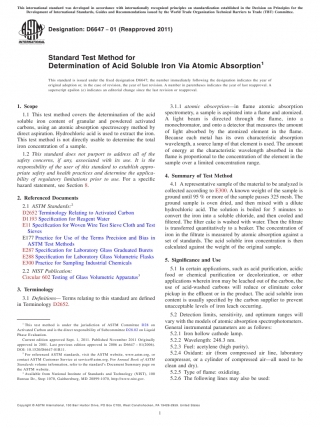 This international standard was developed in accordance with internationally recognized principles on standardization established in the Decision on Principles for the
Development of International Standards, Guides and Recommendations issued by the World Trade Organization Technical Barriers to Trade (TBT) Committee.
Designation: D6647 − 01 (Reapproved 2011)
Standard Test Method for
Determination of Acid Soluble Iron Via Atomic Absorption1
This standard is issued under the fixed designation D6647; the number immediately following the designation indicates the year of
original adoption or, in the case of revision, the year of last revision. A number in parentheses indicates the year of last reapproval. A
superscript epsilon (ε) indicates an editorial change since the last revision or reapproval.
1. Scope
1.1 This test method covers the determination of the acid
soluble iron content of granular and powdered activated
carbons, using an atomic absorption spectroscopy method by
direct aspiration. Hydrochloric acid is used to extract the iron.
This test method is not directly usable to determine the total
iron concentration of a sample.
1.2 This standard does not purport to address all of the
safety concerns, if any, associated with its use. It is the
responsibility of the user of this standard to establish appro-
priate safety and health practices and determine the applica-
bility of regulatory limitations prior to use. For a specific
hazard statement, see Section 8.
2. Referenced Documents
2.1 ASTM Standards:2
D2652 Terminology Relating to Activated Carbon
D1193 Specification for Reagent Water
E11 Specification for Woven Wire Test Sieve Cloth and Test
Sieves
E177 Practice for Use of the Terms Precision and Bias in
ASTM Test Methods
E287 Specification for Laboratory Glass Graduated Burets
E288 Specification for Laboratory Glass Volumetric Flasks
E300 Practice for Sampling Industrial Chemicals
2.2 NIST Publication:
Circular 602 Testing of Glass Volumetric Apparatus3
3. Terminology
3.1 Definitions—Terms relating to this standard are defined
in Terminology D2652.
1 This test method is under the jurisdiction of ASTM Committee D28 on
Activated Carbon and is the direct responsibility of Subcommittee D28.02 on Liquid
Phase Evaluation.
Current edition approved Sept. 1, 2011. Published November 2011. Originally
approved in 2001. Last previous edition approved in 2006 as D6647 – 01(2006).
2 For referenced ASTM standards, visit the ASTM website, www.astm.org, or
contact ASTM Customer Service at service@astm.org. For Annual Book of ASTM
Standards volume information, refer to the standard's Document Summary page on
the ASTM website.
3 Available from National Institute of Standards and Technology (NIST), 100
Bureau Dr., Stop 1070, Gaithersburg, MD 20899-1070, http://www.nist.gov.
3.1.1 atomic absorption—in flame atomic absorption
spectrometry, a sample is aspirated into a flame and atomized.
A light beam is directed through the flame, into a
monochromator, and onto a detector that measures the amount
of light absorbed by the atomized element in the flame.
Because each metal has its own characteristic absorption
wavelength, a source lamp of that element is used. The amount
of energy at the characteristic wavelength absorbed in the
flame is proportional to the concentration of the element in the
sample over a limited concentration range.
4. Summary of Test Method
4.1 A representative sample of the material to be analyzed is
collected according to E300. A known weight of the sample is
ground until 95 % or more of the sample passes 325 mesh. The
ground sample is oven dried, and then mixed with a dilute
hydrochloric acid. The solution is boiled for 5 minutes to
convert the iron into a soluble chloride, and then cooled and
filtered. The filter cake is washed with water. Then the filtrate
is transferred quantitatively to a beaker. The concentration of
iron in the filtrate is measured by atomic absorption against a
set of standards. The acid soluble iron concentration is then
calculated against the weight of the original sample.
5. Significance and Use
5.1 In certain applications, such as acid purification, acidic
food or chemical purification or decolorization, or other
applications wherein iron may be leached out of the carbon, the
use of acid-washed carbons will reduce or eliminate color
pickup in the effluent or in the product. The acid soluble iron
content is usually specified by the carbon supplier to prevent
unacceptable levels of iron leach occurring.
5.2 Detection limits, sensitivity, and optimum ranges will
vary with the models of atomic absorption spectrophotometers.
General instrumental parameters are as follows:
5.2.1 Iron hollow cathode lamp.
5.2.2 Wavelength: 248.3 nm.
5.2.3 Fuel: acetylene (high purity).
5.2.4 Oxidant: air (from compressed air line, laboratory
compressor, or a cylinder of compressed air—all need to be
clean and dry).
5.2.5 Type of flame: oxidizing.
5.2.6 The following lines may also be used:
Copyright © ASTM International, 100 Barr Harbor Drive, PO Box C700, West Conshohocken, PA 19428-2959. United States
1